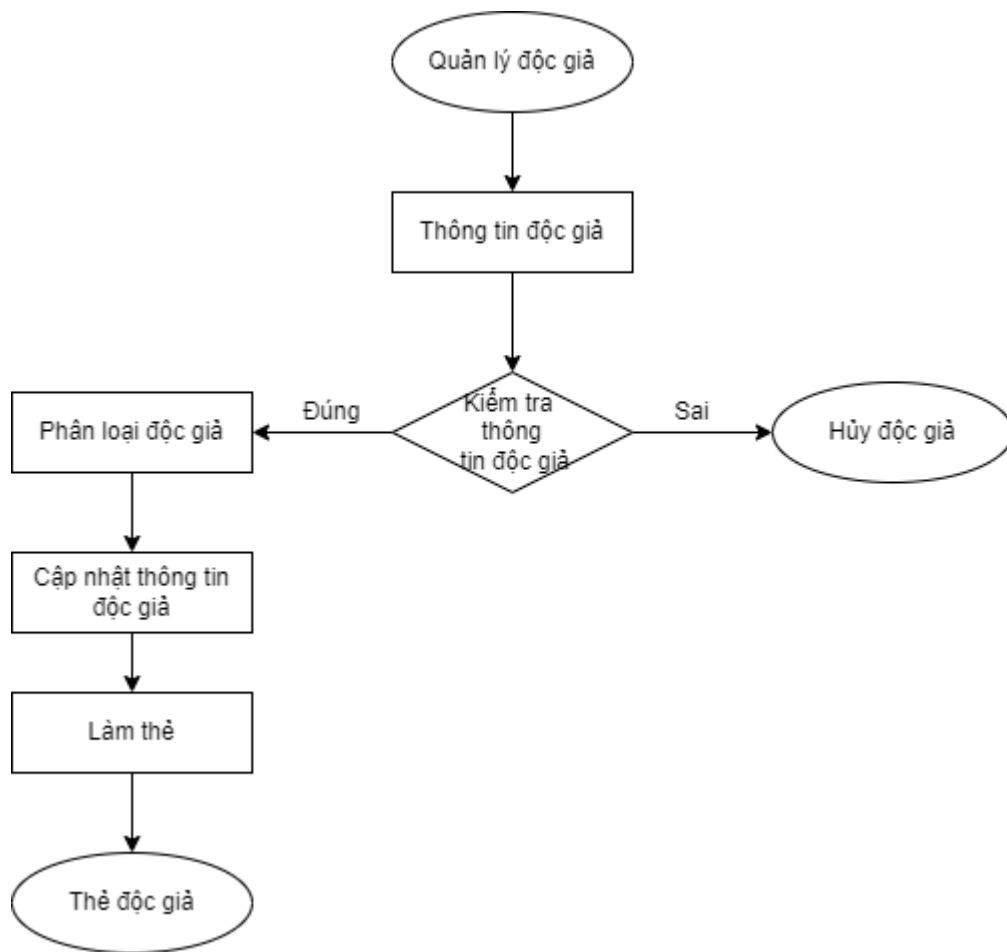 Quản lý độc giả
Thông tin độc giả
Kiểm tra
thông
tin độc giả
Đúng
Sai
Phân loại độc giả
Hủy độc giả
Cập nhật thông tin
độc giả
Làm thẻ
Thẻ độc giả